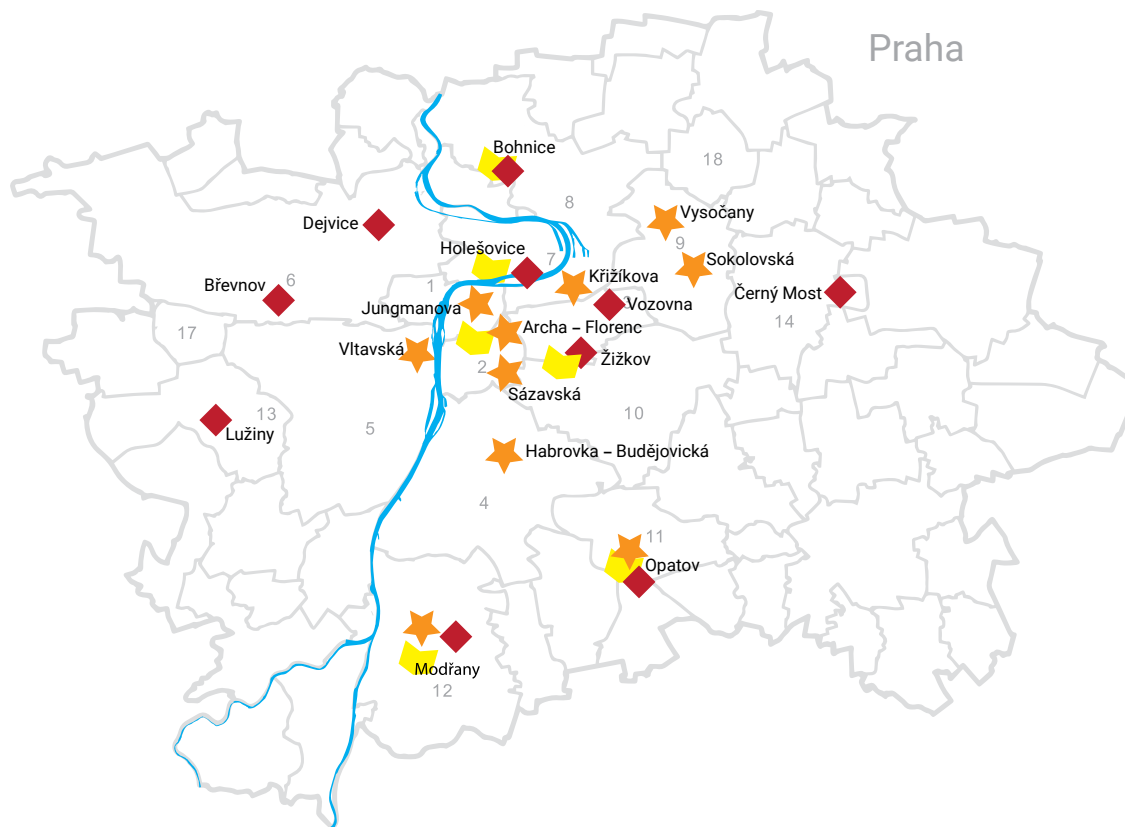 Praha
Bohnice
18
8
Vysočany
Dejvice
9
Holešovice
7
Sokolovská
Křižíkova
6
Břevnov
1
Černý Most
Jungmanova
Vozovna
14
Archa – Florenc
17
Vltavská
Žižkov
2
Sázavská
13
10
5
Lužiny
Habrovka – Budějovická
4
11
Opatov
Modřany
12